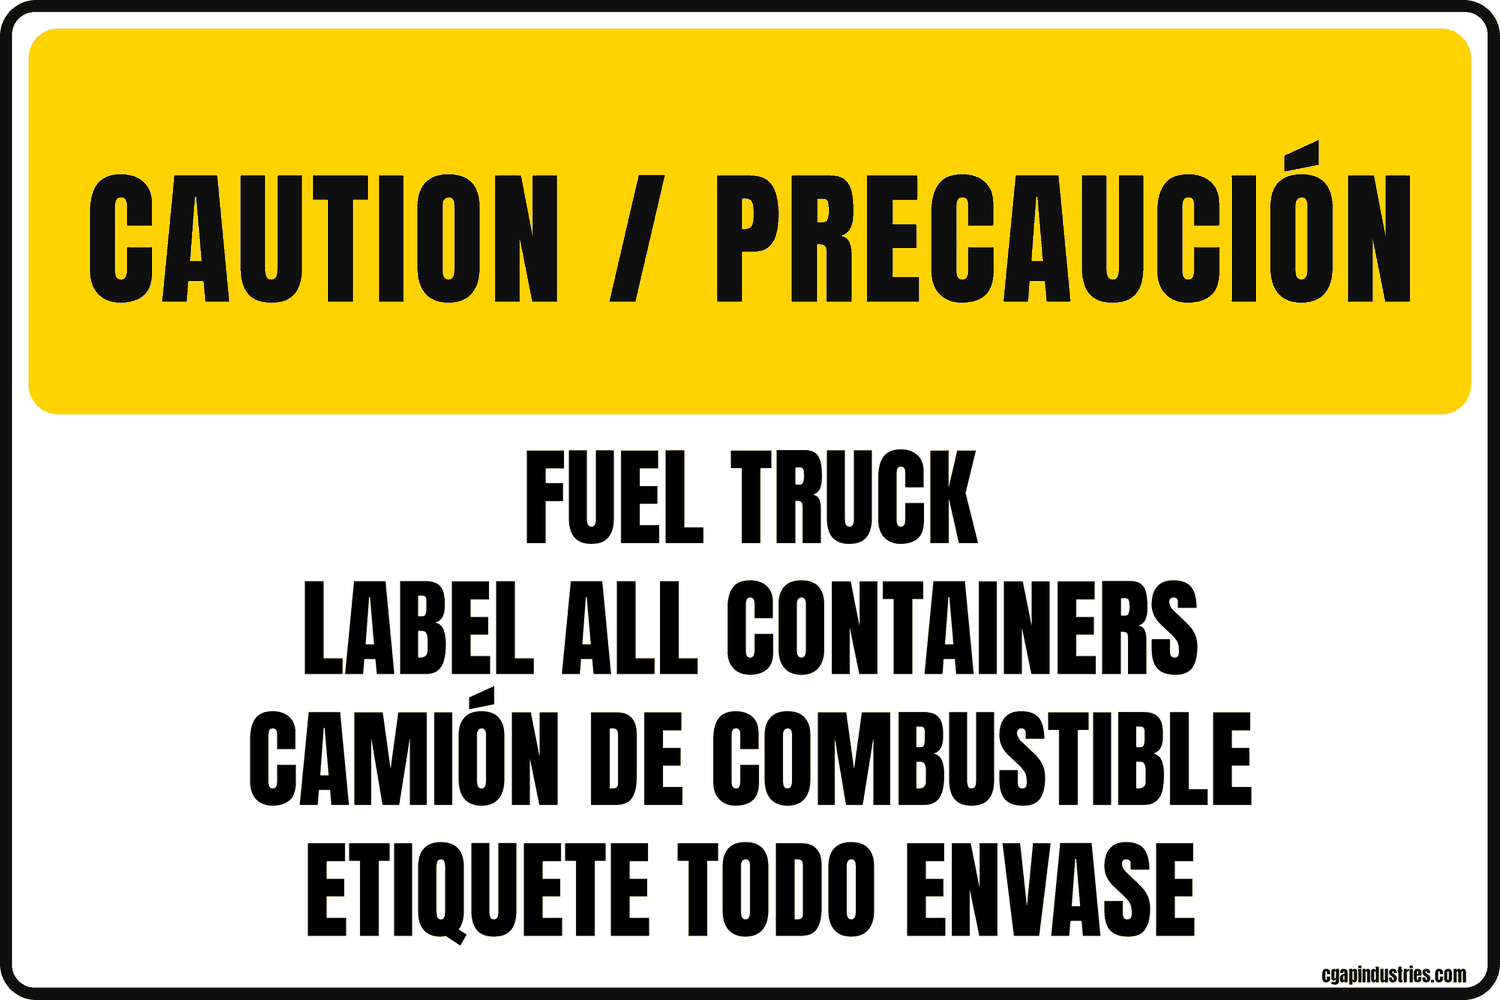 CAUTION / PRECAUCIÓN
FUEL TRUCK
LABEL ALL CONTAINERS
CAMIÓN DE COMBUSTIBLE
ETIQUETE TODO ENVASE
cgapindustries.com